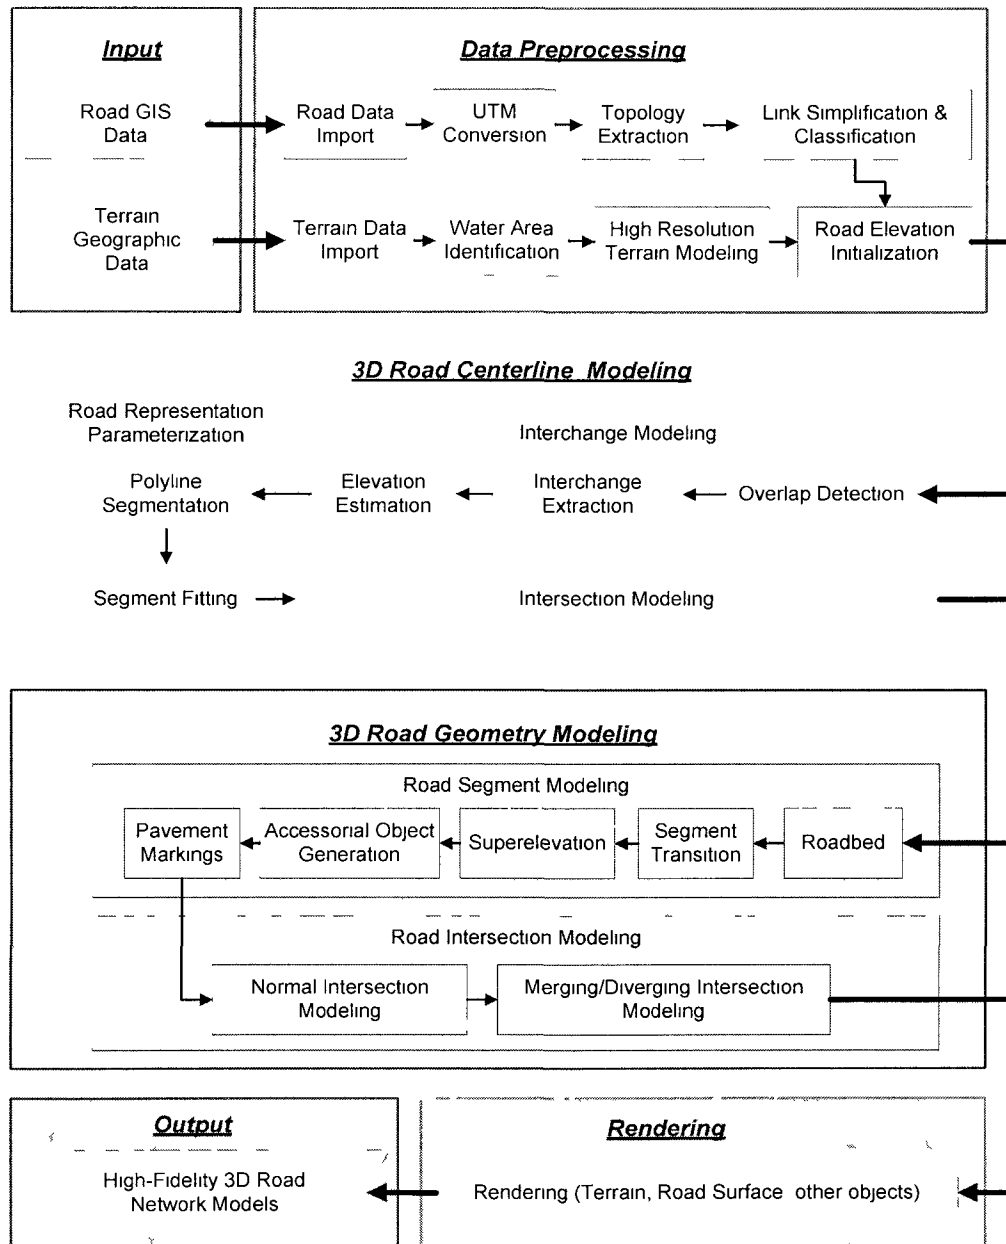 Input
Data Preprocessing
Road GIS
Data
Road Data
Import
UTM
Conversion
Topology
Extraction
Link Simplification &
Classification
Terrain
Geographic
Data
Terrain Data
Import
Water Area
Identification
High Resolution
Terrain Modeling
Road Elevation
Initialization
3D Road Centerline Modeling
Road Representation
Parameterization
Interchange Modeling
Polyline
Segmentation
Elevation
Estimation
Interchange
Extraction
Overlap Detection
Segment Fitting
Intersection Modeling
3D Road Geometry Modeling
Road Segment Modeling
Pavement
Markings
Accessorial Object
Generation
Superelevation
Segment
Transition
Roadbed
Road Intersection Modeling
Normal Intersection
Modeling
Merging/Diverging Intersection
Modeling
Output
Rendering
High-Fidelity 3D Road
Network Models
Rendering (Terrain, Road Surface other objects)